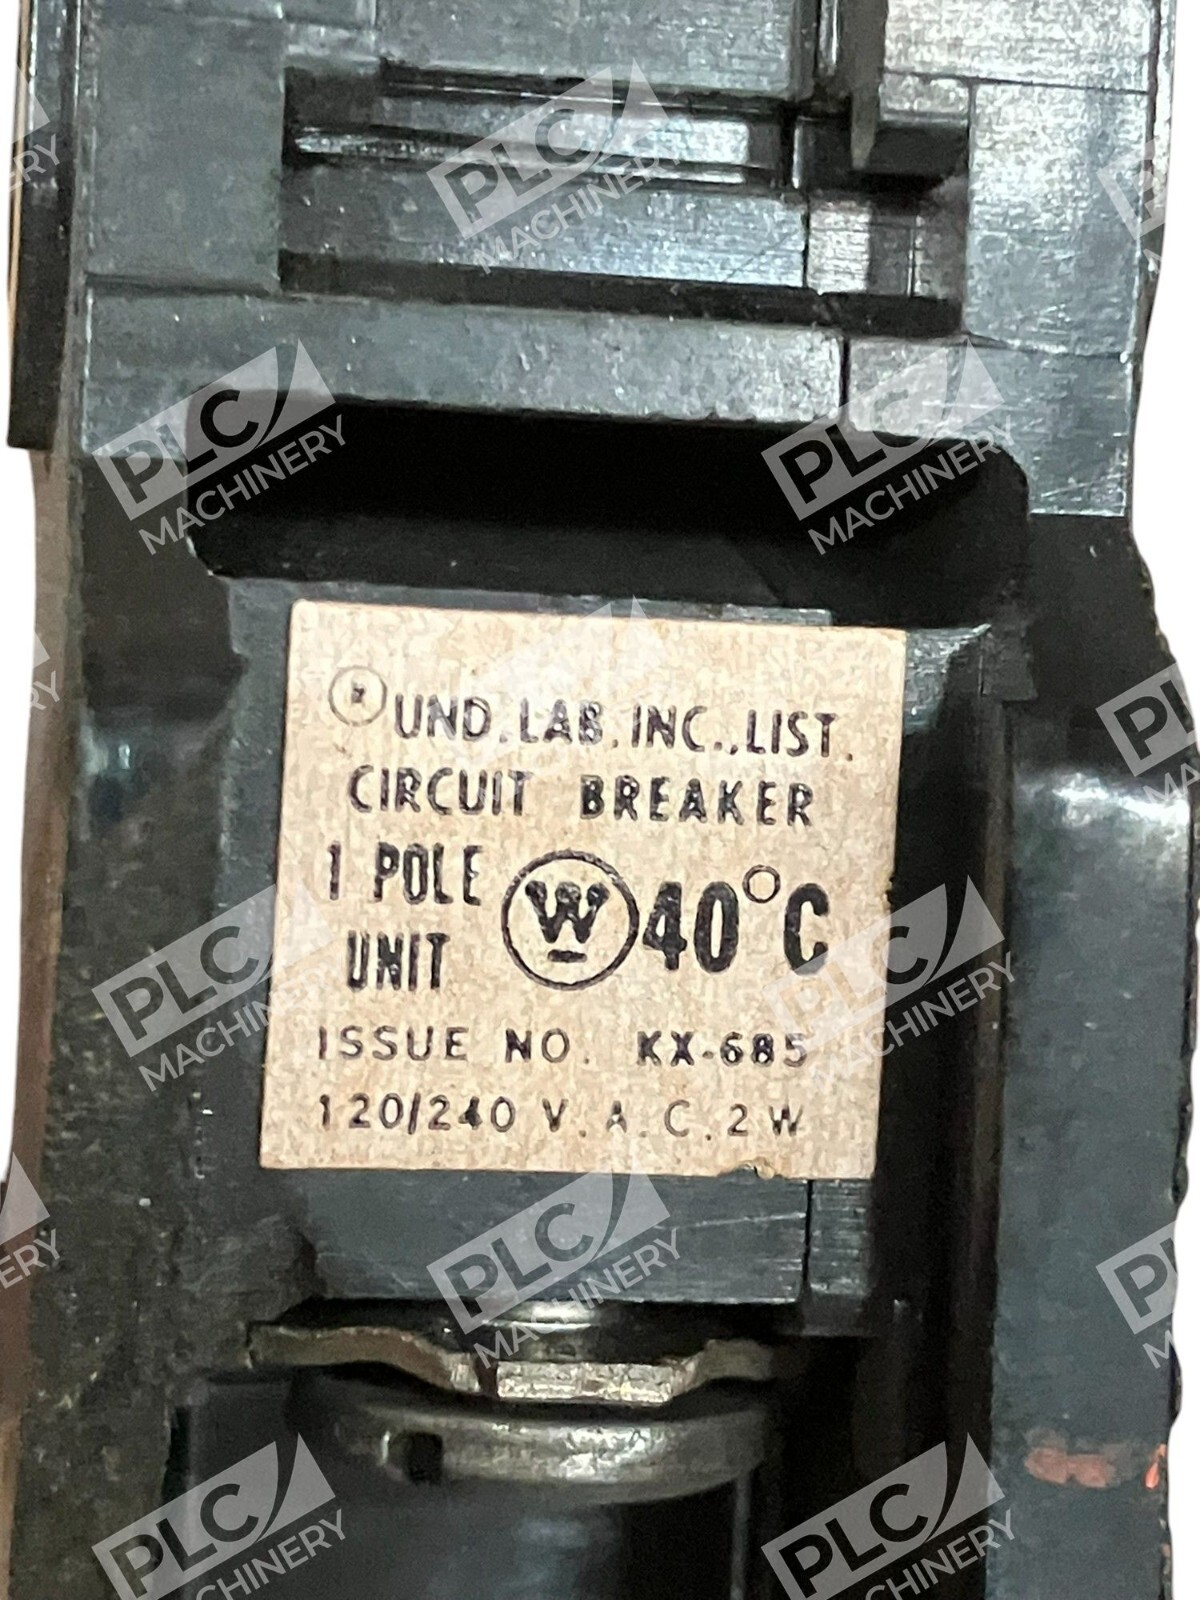 ® UND. LAB. INC., LIST.
CIRCUIT BREAKER
1 POLE
UNIT
W 40°C
ISSUE NO. KX-685
120/240 V. A. C. 2 W
PLC MACHINERY